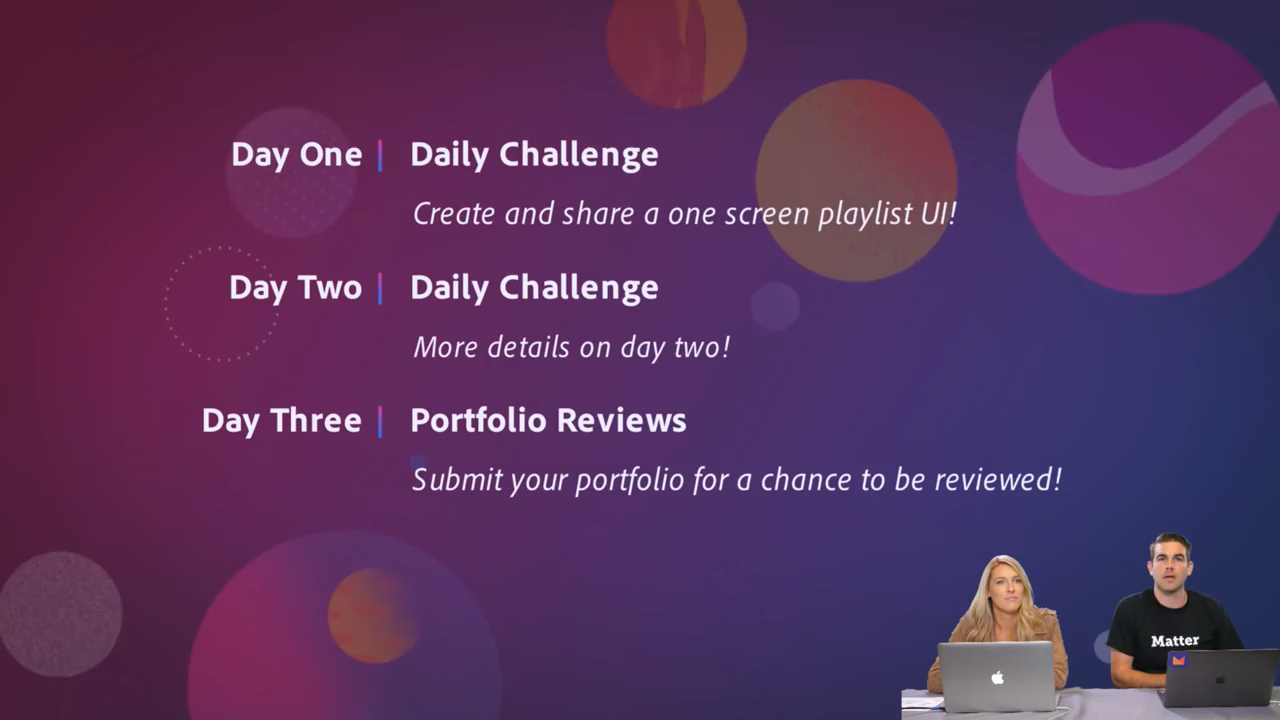 Day One | Daily Challenge
Create and share a one screen playlist UI!
Day Two | Daily Challenge
More details on day two!
Day Three | Portfolio Reviews
Submit your portfolio for a chance to be reviewed!
Matter